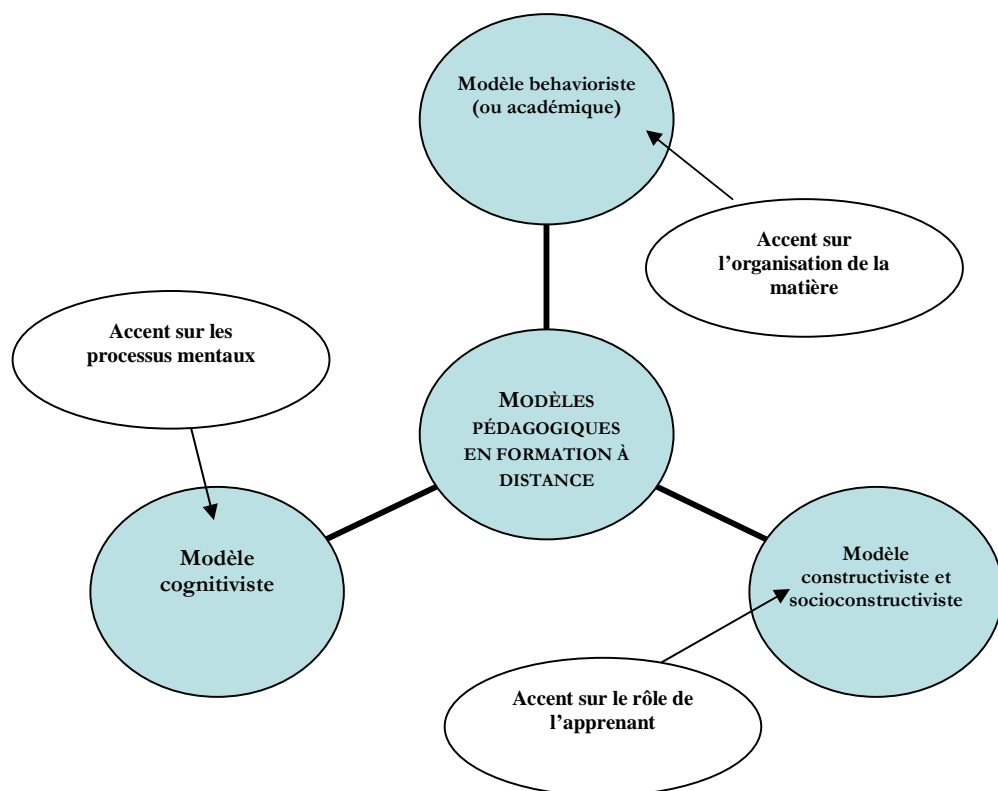 Modèle behavioriste
(ou académique)
Accent sur
l’organisation de la
matière
Accent sur les
processus mentaux
MODÈLES
PÉDAGOGIQUES
EN FORMATION À
DISTANCE
Modèle
cognitiviste
Modèle
constructiviste et
socioconstructiviste
Accent sur le rôle de
l’apprenant